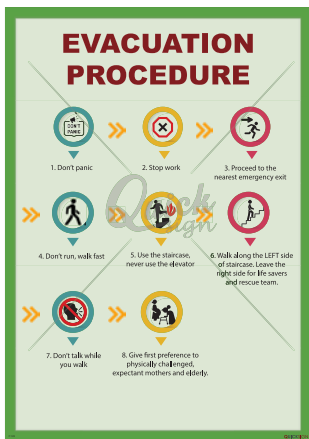 EVACUATION
PROCEDURE
DON'T
PANIC
1. Don't panic
2. Stop work
3. Proceed to the
nearest emergency exit
4. Don't run, walk fast
5. Use the staircase,
never use the elevator
6. Walk along the LEFT side
of staircase. Leave the
right side for life savers
and rescue team.
Quick
Sign
7. Don't talk while
you walk
8. Give first preference to
physically challenged,
expectant mothers and elderly.